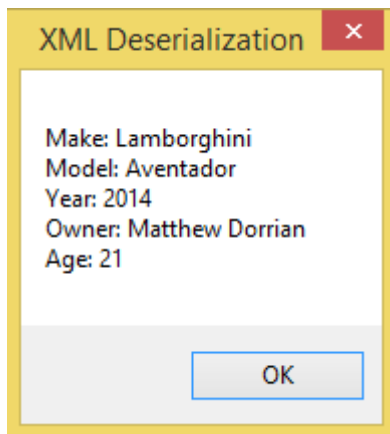 XML Deserialization
Make: Lamborghini
Model: Aventador
Year: 2014
Owner: Matthew Dorrian
Age: 21
OK